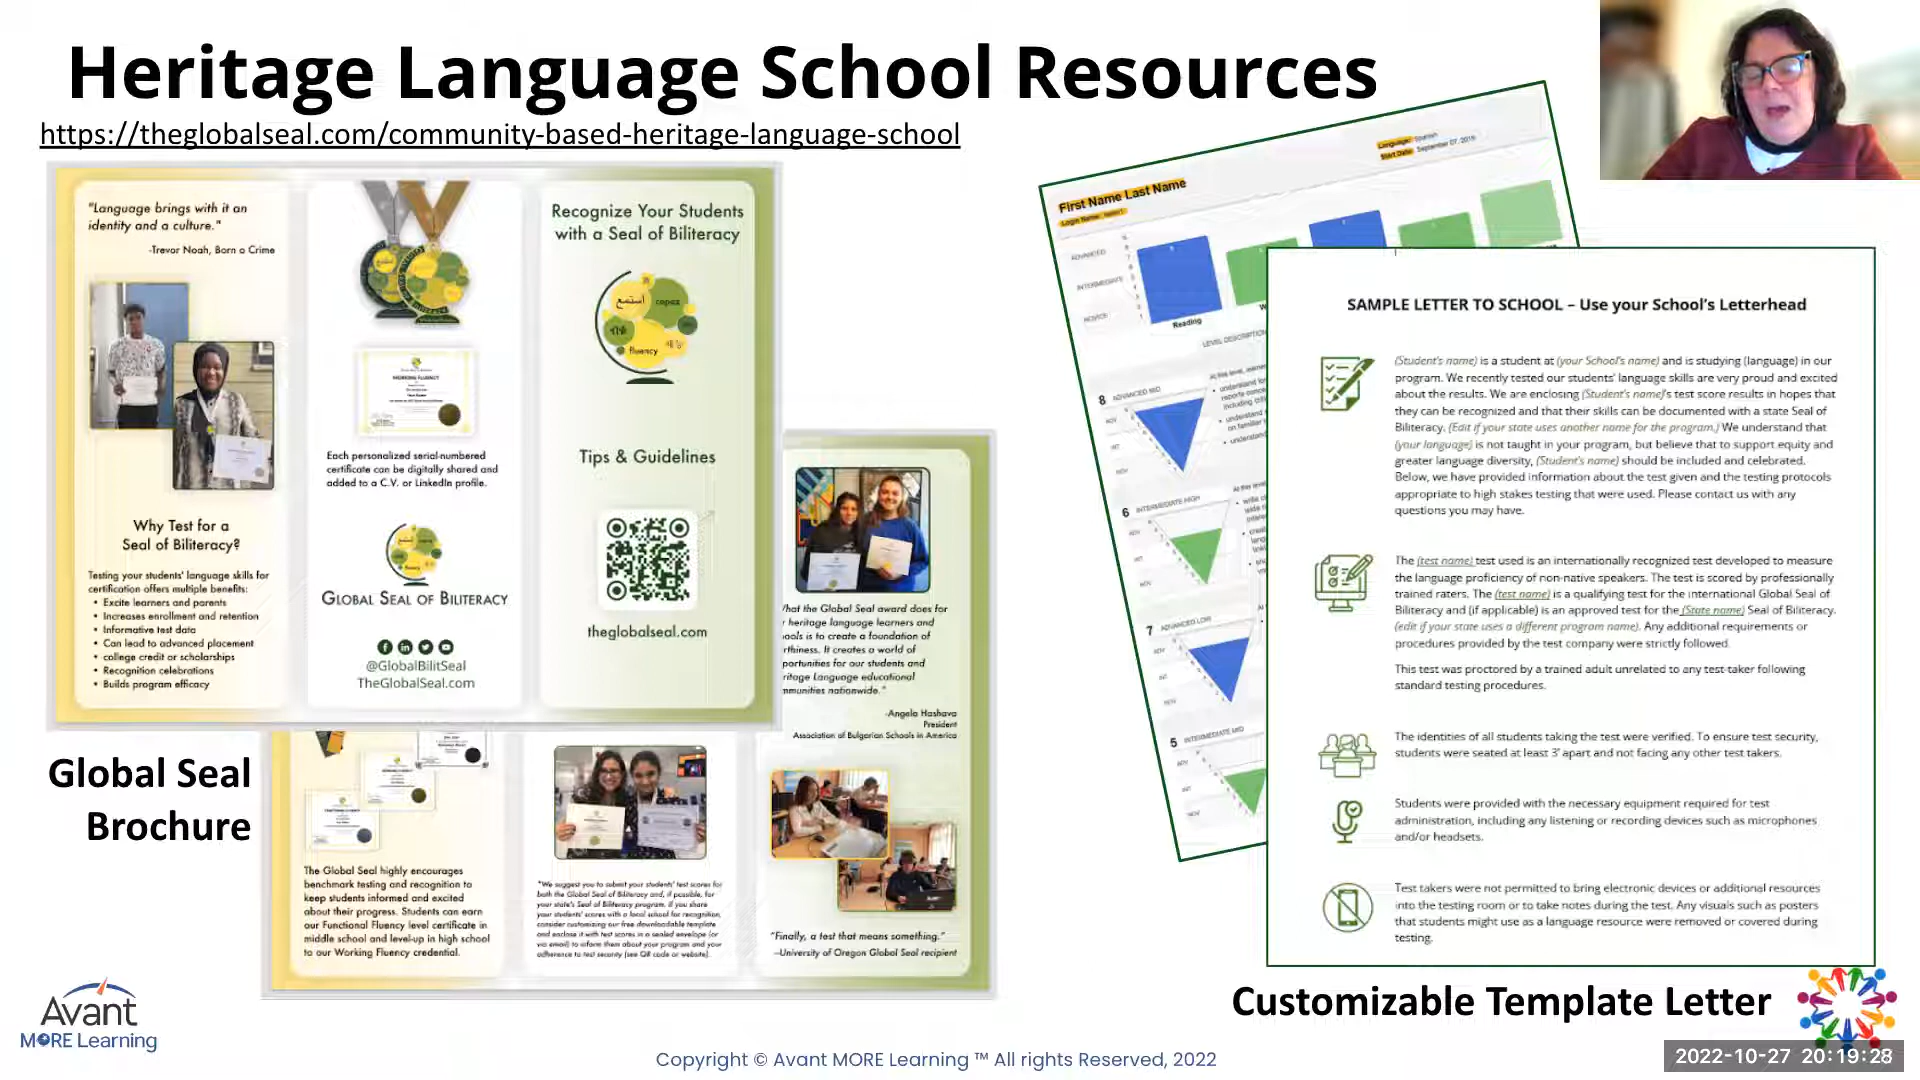 Heritage Language School Resources
https://theglobalseal.com/community-based-heritage-language-school
"Language brings with it an
identity and a culture."
-Trevor Noah, Born o Crime
Why Test for a
Seal of Biliteracy?
Testing your students' language skills for
certification offers multiple benefits:
• Excite learners and parents
• Increases enrollment and retention
• Informative test data
• Can lead to advanced placement
• college credit or scholarships
• Recognition celebrations
• Builds program efficacy
WORKING FLUENCY
Each personalized serial-numbered
certificate can be digitally shared and
added to a C.V. or LinkedIn profile.
GLOBAL SEAL OF BILITERACY
@GlobalBilitSeal
TheGlobalSeal.com
Recognize Your Students
with a Seal of Biliteracy
استمع
capaz
fluency
Tips & Guidelines
theglobalseal.com
hat the Global Seal award does for
heritage language learners and
ools is to create a foundation of
rthiness. It creates a world of
portunities for our students and
ritage Language educational
mmunities nationwide."
-Angela Hashava
President
Association of Bulgarian Schools in America
"Finally, a test that means something."
—University of Oregon Global Seal recipient
The Global Seal highly encourages
benchmark testing and recognition to
keep students informed and excited
about their progress. Students can earn
our Functional Fluency level certificate in
middle school and level-up in high school
to our Working Fluency credential.
"We suggest you to submit your students' test scores for
both the Global Seal of Biliteracy and, if possible, for
your state's Seal of Biliteracy program. If you share
your students' scores with a local school for recognition,
consider customizing our free downloadable template
and enclose it with test scores in a sealed envelope (or
via email) to inform them about your program and your
adherence to test security (see QR code or website).
Global Seal
Brochure
First Name Last Name
Login Name:
Language: Spanish
Start Date: September 07, 2019
ADVANCED
INTERMEDIATE
NOVICE
Reading
LEVEL DESCRIPTION
8 ADVANCED MID
ADV
INT
NOV
6 INTERMEDIATE HIGH
ADV
INT
NOV
7 ADVANCED LOW
ADV
INT
NOV
5 INTERMEDIATE MID
ADV
INT
NOV
SAMPLE LETTER TO SCHOOL – Use your School's Letterhead
(Student's name) is a student at (your School's name) and is studying (language) in our
program. We recently tested our students' language skills are very proud and excited
about the results. We are enclosing (Student's name)'s test score results in hopes that
they can be recognized and that their skills can be documented with a state Seal of
Biliteracy. (Edit if your state uses another name for the program.) We understand that
(your language) is not taught in your program, but believe that to support equity and
greater language diversity, (Student's name) should be included and celebrated.
Below, we have provided information about the test given and the testing protocols
appropriate to high stakes testing that were used. Please contact us with any
questions you may have.
The (test name) test used is an internationally recognized test developed to measure
the language proficiency of non-native speakers. The test is scored by professionally
trained raters. The (test name) is a qualifying test for the international Global Seal of
Biliteracy and (if applicable) is an approved test for the (State name) Seal of Biliteracy.
(edit if your state uses a different program name). Any additional requirements or
procedures provided by the test company were strictly followed.
This test was proctored by a trained adult unrelated to any test-taker following
standard testing procedures.
The identities of all students taking the test were verified. To ensure test security,
students were seated at least 3' apart and not facing any other test takers.
Students were provided with the necessary equipment required for test
administration, including any listening or recording devices such as microphones
and/or headsets.
Test takers were not permitted to bring electronic devices or additional resources
into the testing room or to take notes during the test. Any visuals such as posters
that students might use as a language resource were removed or covered during
testing.
Customizable Template Letter
Avant
MORE Learning
Copyright © Avant MORE Learning ™ All rights Reserved, 2022
2022-10-27 20:19:28